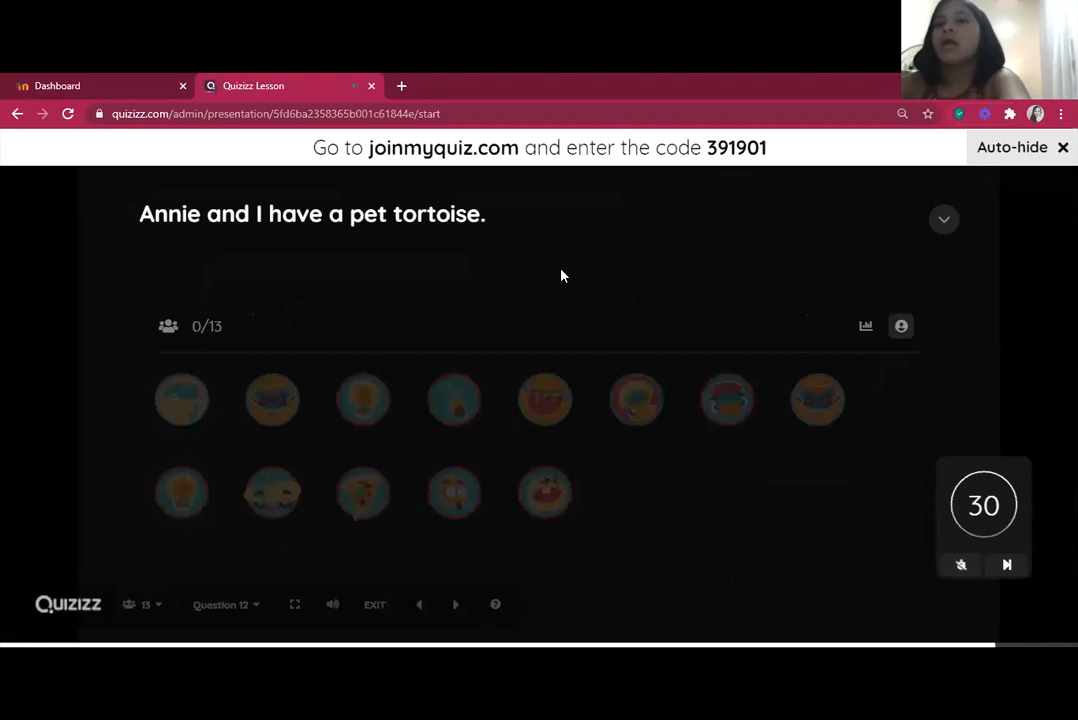 Dashboard
Quizizz Lesson
quizizz.com/admin/presentation/5fd6ba2358365b001c61844e/start
Go to joinmyquiz.com and enter the code 391901
Auto-hide
Annie and I have a pet tortoise.
0/13
30
QUIZIZZ
13
Question 12
EXIT